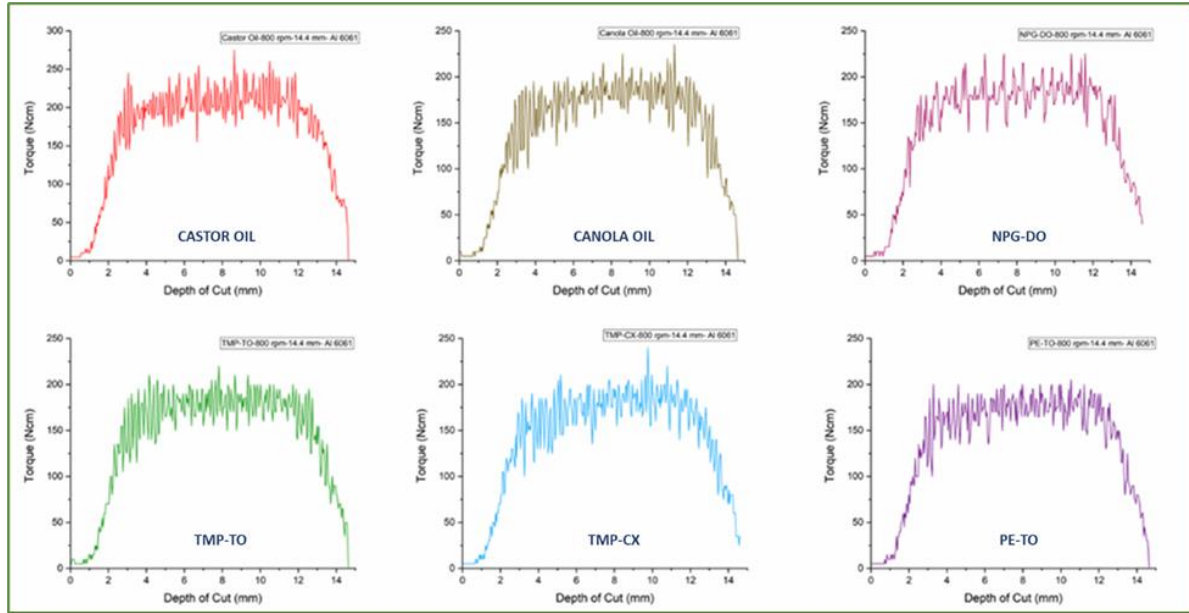 Castor Oil-800 rpm-14.4 mm- Al 6061
300
250
200
150
100
50
0
Torque (Ncm)
0 2 4 6 8 10 12 14
Depth of Cut (mm)
CASTOR OIL
Canola Oil-800 rpm-14.4 mm- Al 6061
250
200
150
100
50
0
Torque (Ncm)
0 2 4 6 8 10 12 14
Depth of Cut (mm)
CANOLA OIL
NPG-DO-800 rpm-14.4 mm- Al 6061
250
200
150
100
50
0
Torque (Ncm)
0 2 4 6 8 10 12 14
Depth of Cut (mm)
NPG-DO
TMP-TO-800 rpm-14.4 mm- Al 6061
250
200
150
100
50
0
Torque (Ncm)
0 2 4 6 8 10 12 14
Depth of Cut (mm)
TMP-TO
TMP-CX-800 rpm-14.4 mm- Al 6061
250
200
150
100
50
0
Torque (Ncm)
0 2 4 6 8 10 12 14
Depth of Cut (mm)
TMP-CX
PE-TO-800 rpm-14.4 mm- Al 6061
250
200
150
100
50
0
Torque (Ncm)
0 2 4 6 8 10 12 14
Depth of Cut (mm)
PE-TO